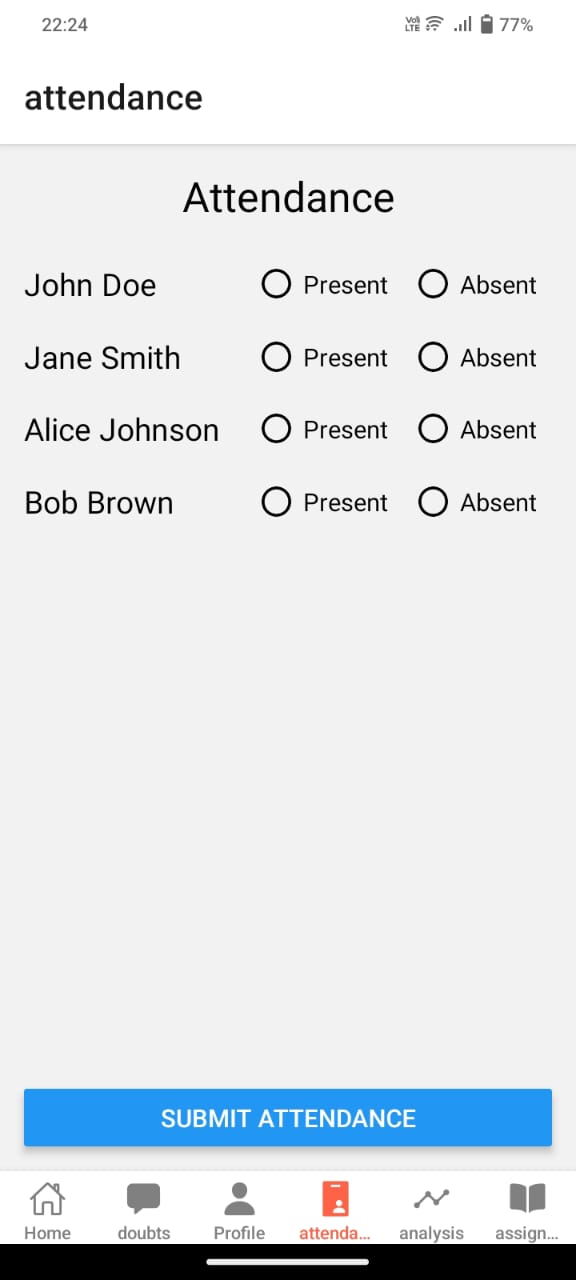 22:24 Vo) LTE 77%
attendance
Attendance
John Doe Present Absent
Jane Smith Present Absent
Alice Johnson Present Absent
Bob Brown Present Absent
SUBMIT ATTENDANCE
Home doubts Profile attenda... analysis assign...